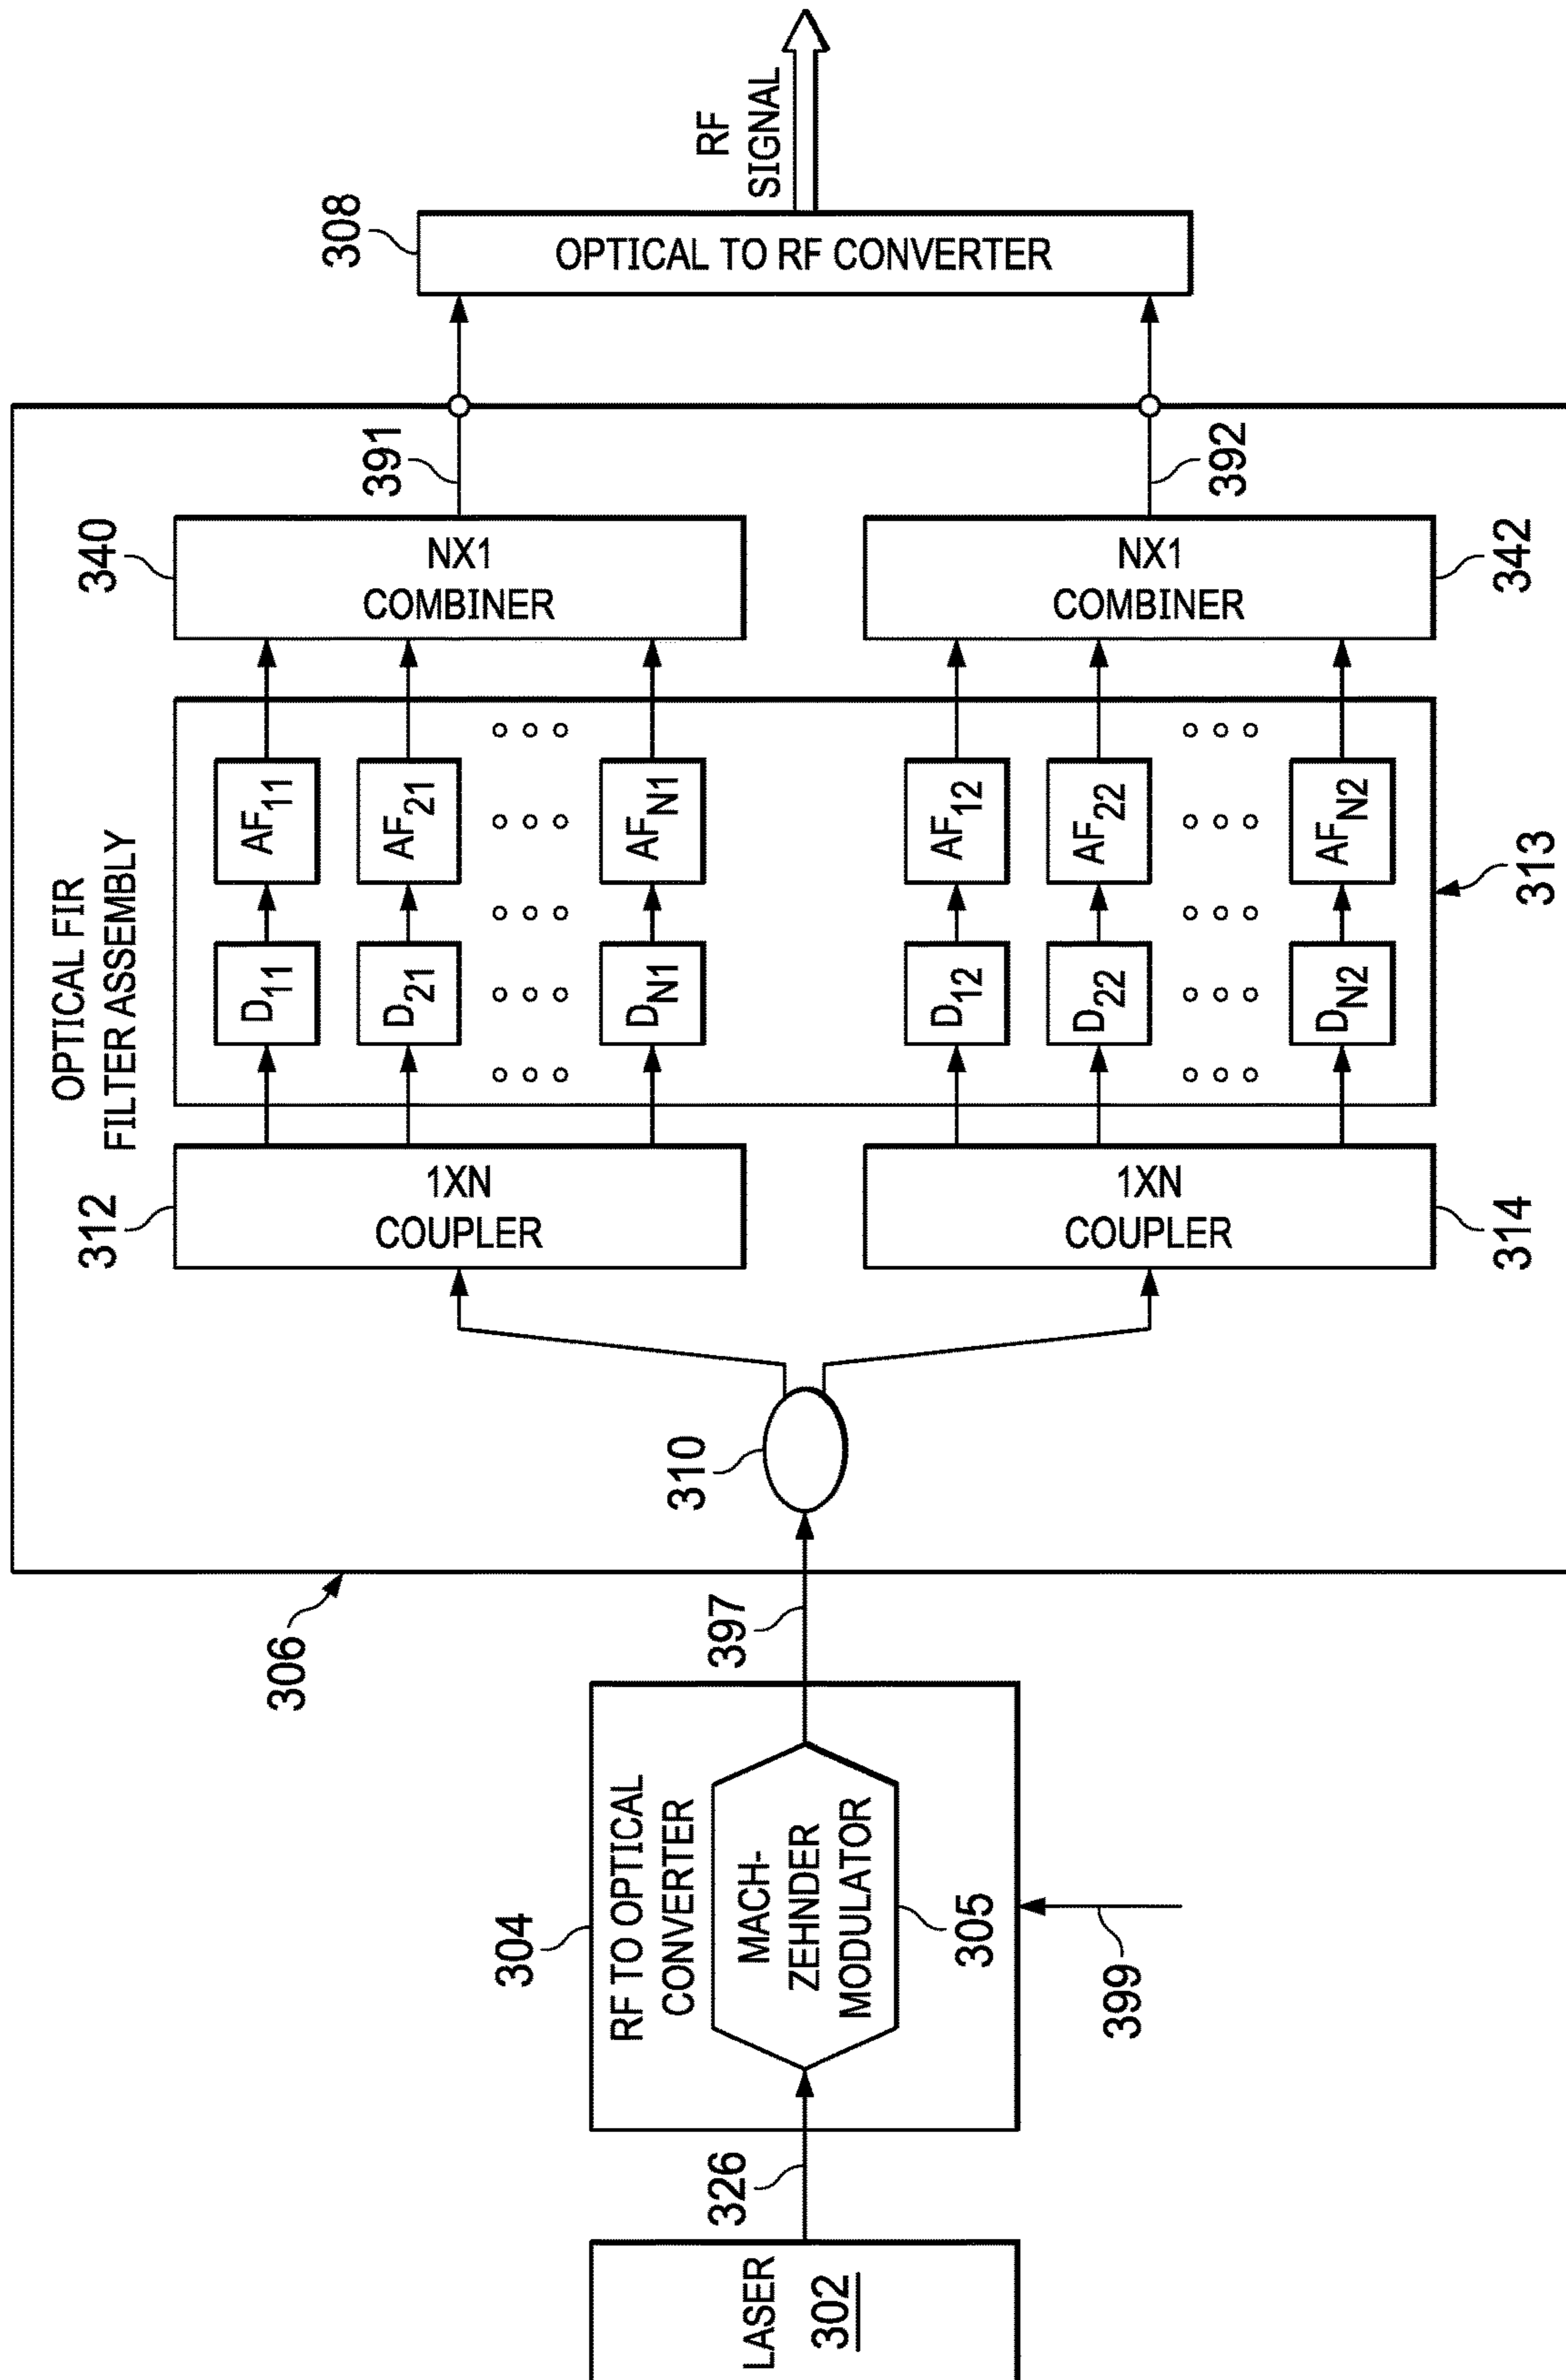 LASER
302
326
304
RF TO OPTICAL
CONVERTER
MACH-
ZEHNDER
MODULATOR
305
399
397
306
OPTICAL FIR
FILTER ASSEMBLY
310
312
1XN
COUPLER
1XN
COUPLER
314
D11
AF11
D21
AF21
DN1
AFN1
D12
AF12
D22
AF22
DN2
AFN2
313
340
NX1
COMBINER
NX1
COMBINER
342
391
392
308
OPTICAL TO RF CONVERTER
RF
SIGNAL